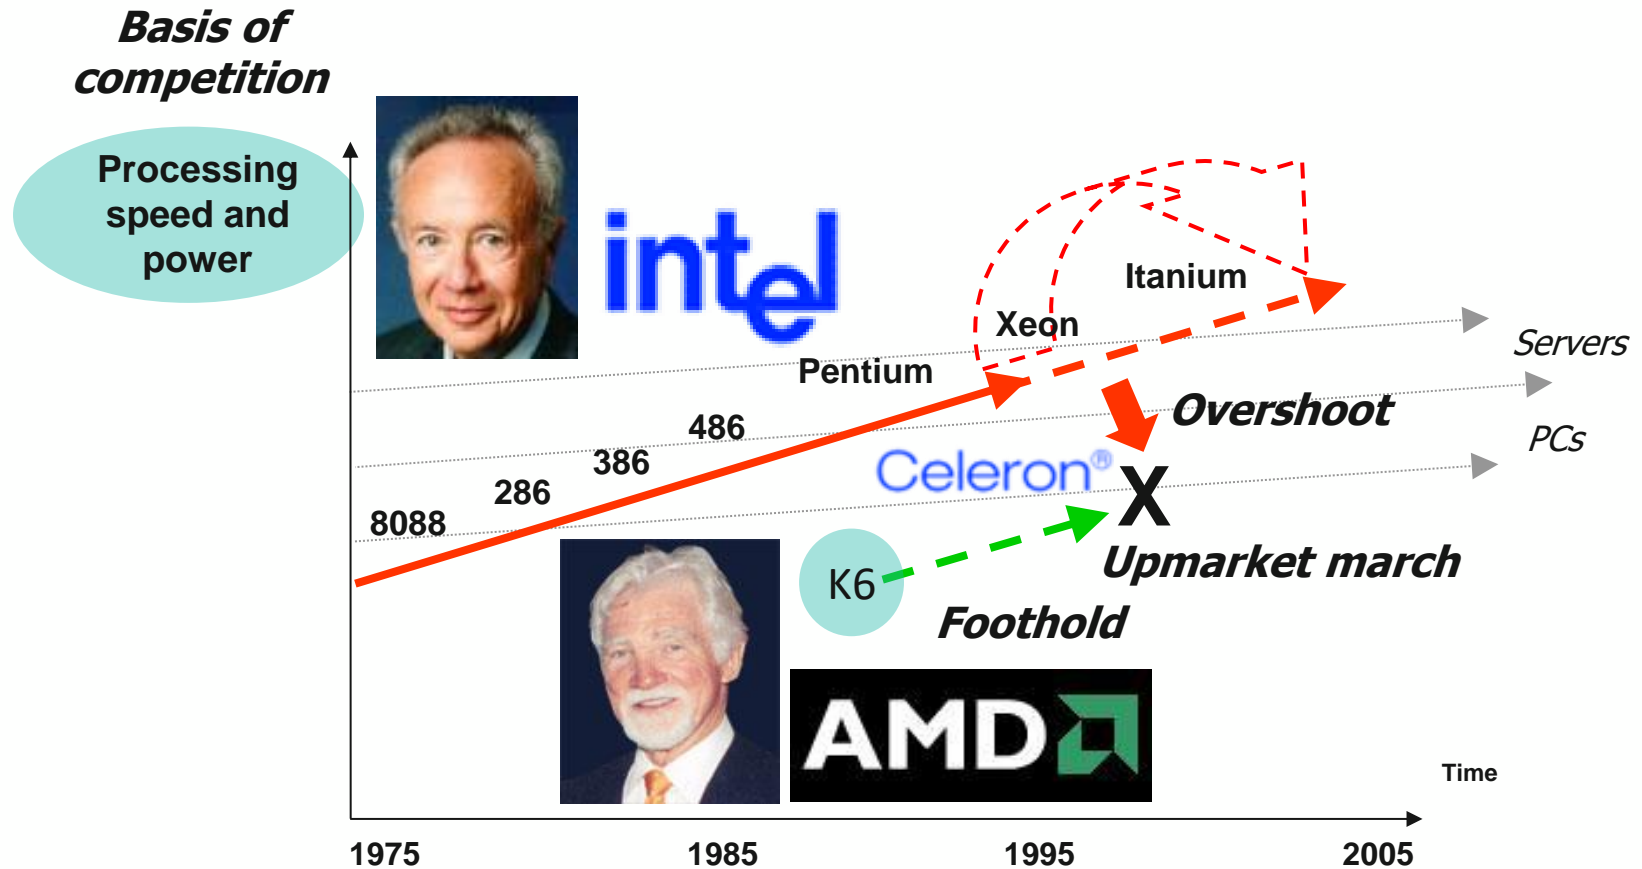 Basis of
competition
Processing
speed and
power
intel
Itanium
Xeon
Servers
Pentium
Overshoot
486
PCs
386
Celeron®
286
X
8088
Upmarket march
K6
Foothold
AMD
Time
1975
1985
1995
2005